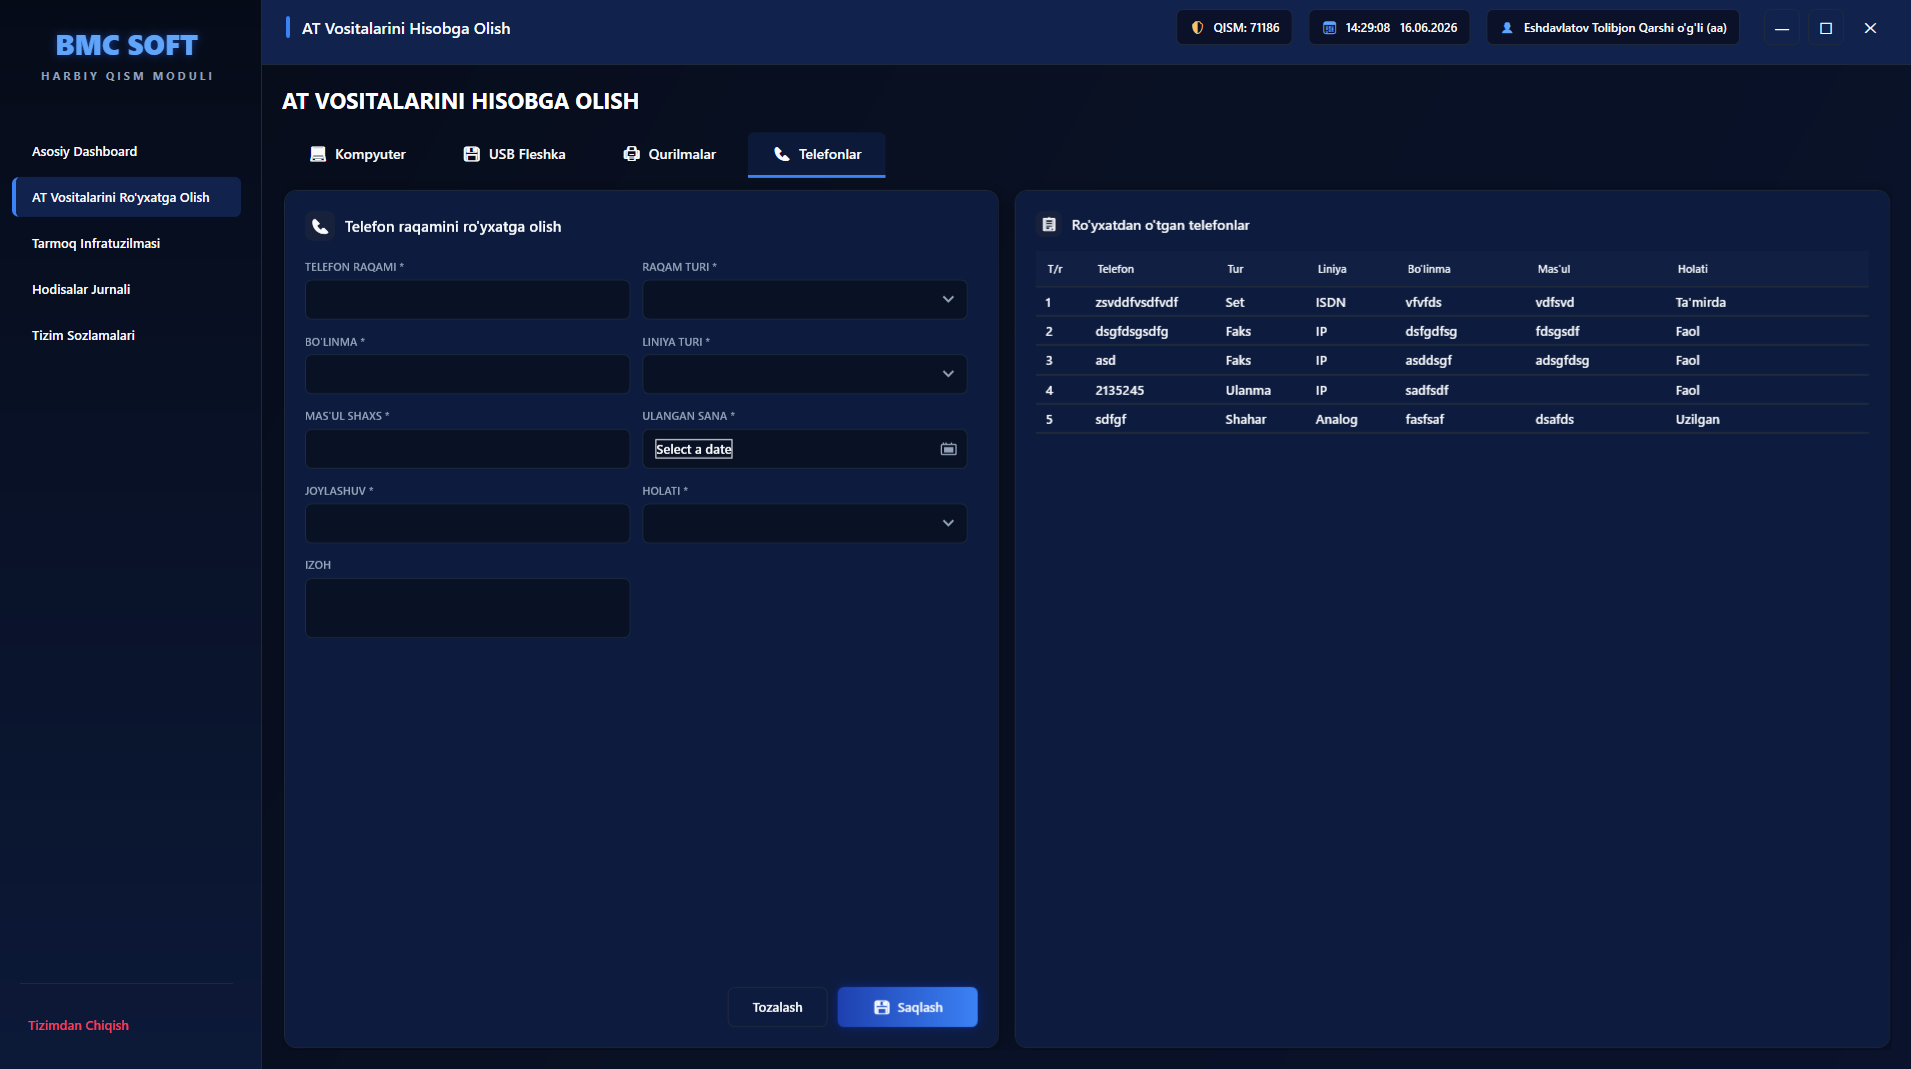 BMC SOFT
HARBIY QISM MODULI
Asosiy Dashboard
AT Vositalarini Ro'yxatga Olish
Tarmoq Infratuzilmasi
Hodisalar Jurnali
Tizim Sozlamalari
Tizimdan Chiqish
AT Vositalarini Hisobga Olish
QISM: 71186
14:29:08 16.06.2026
Eshdavlatov Tolibjon Qarshi o'g'li (aa)
AT VOSITALARINI HISOBGA OLISH
Kompyuter
USB Fleshka
Qurilmalar
Telefonlar
Telefon raqamini ro'yxatga olish
TELEFON RAQAMI *
RAQAM TURI *
BO'LINMA *
LINIYA TURI *
MAS'UL SHAXS *
ULANGAN SANA *
Select a date
JOYLASHUV *
HOLATI *
IZOH
Tozalash
Saqlash
Ro'yxatdan o'tgan telefonlar
T/r Telefon Tur Liniya Bo'linma Mas'ul Holati
1 zsvddfvsdfvdf Set ISDN vfvfds vdfsvd Ta'mirda
2 dsgfdsgsdfg Faks IP dsfgdfsg fdsgsdf Faol
3 asd Faks IP asddsgf adsgfdsg Faol
4 2135245 Ulanma IP sadfsdf Faol
5 sdfgf Shahar Analog fasfsaf dsafds Uzilgan